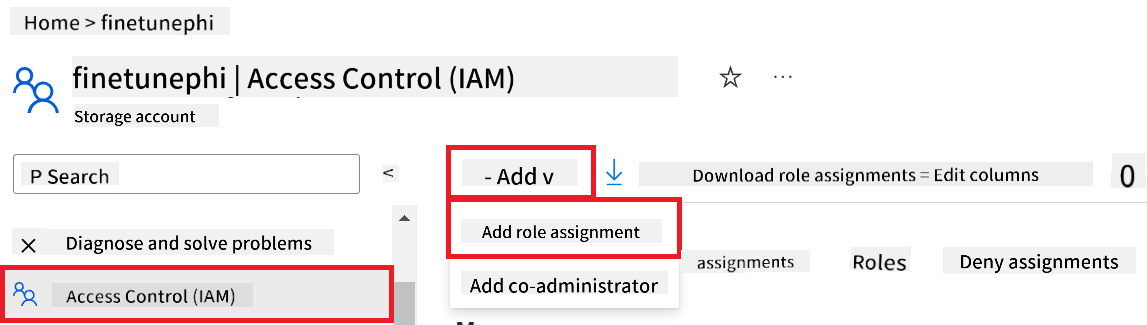 Home > finetunephi
finetunephi | Access Control (IAM)
Storage account
P Search
<
- Add v
Download role assignments = Edit columns
0
Add role assignment
Diagnose and solve problems
assignments
Roles
Deny assignments
Access Control (IAM)
Add co-administrator